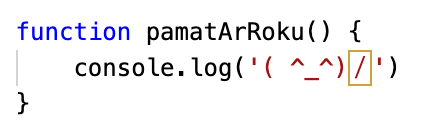 function pamatArRoku() {
    console.log('( ^_^)/')
}